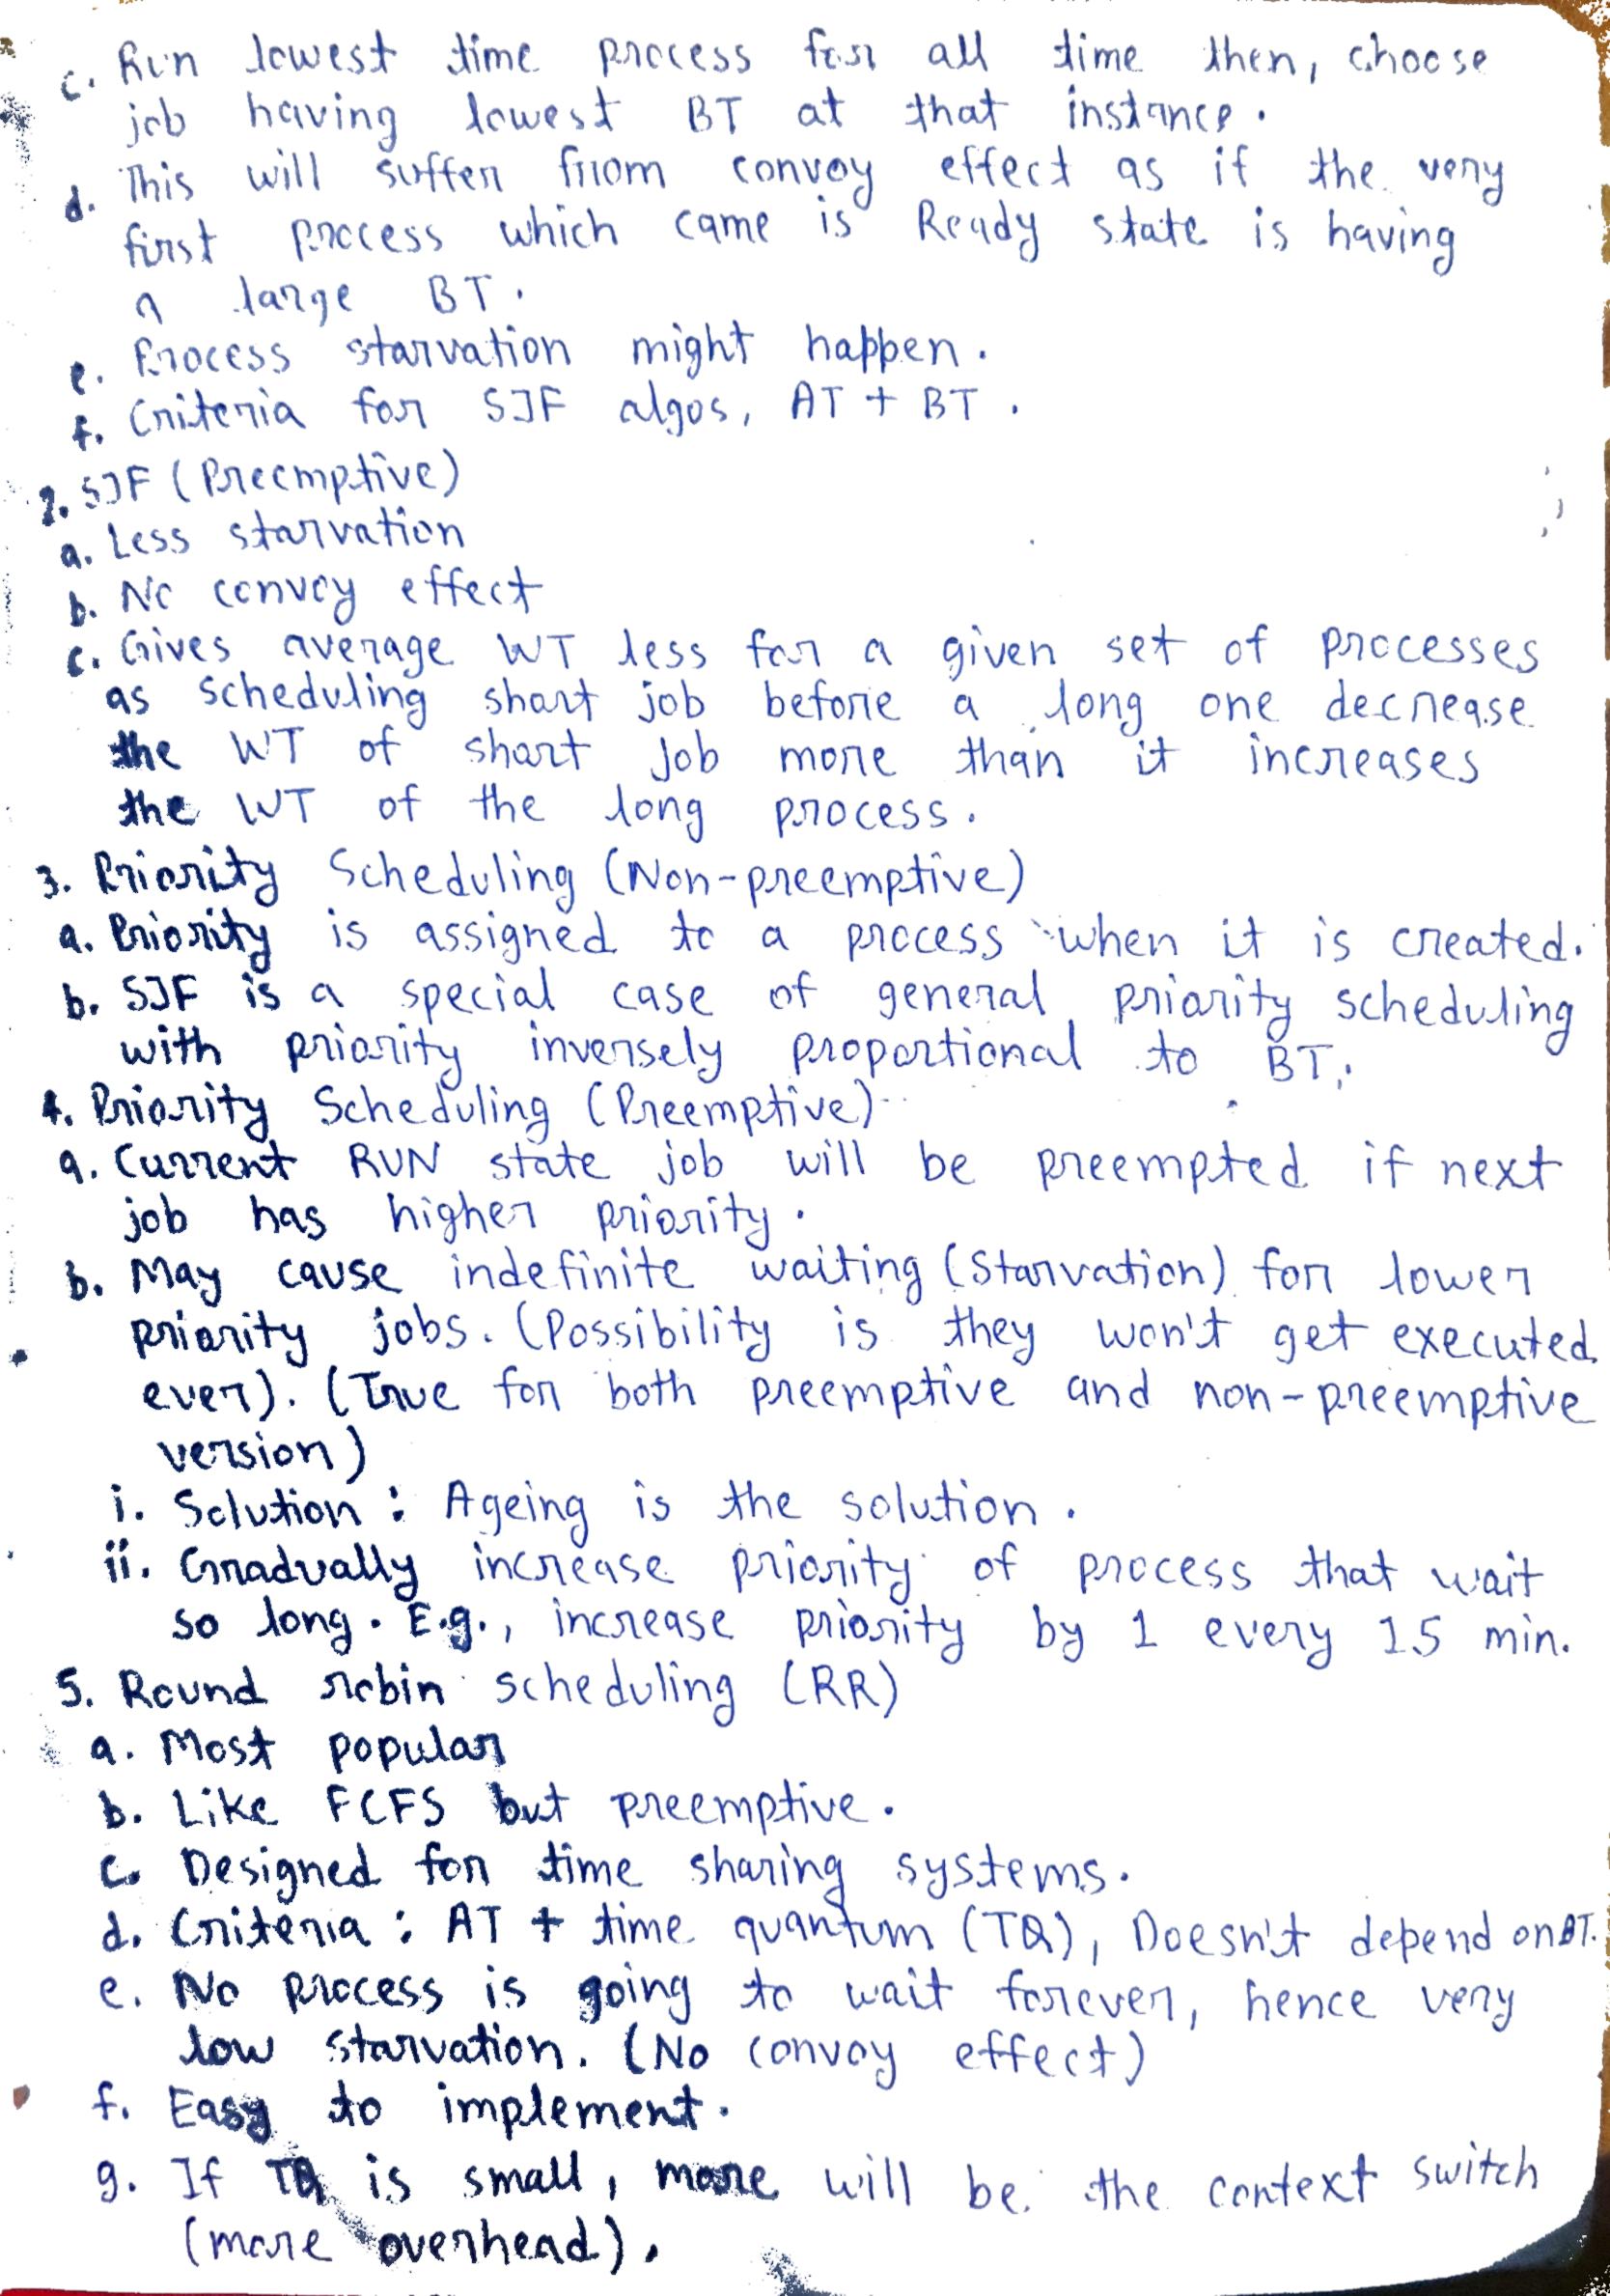 c. Run lowest time process for all time then, choose
job having lowest BT at that instance.
d. This will suffer from convoy effect as if the very
first process which came is Ready state is having
a large BT.
e. Process starvation might happen.
f. Criteria for SJF algos, AT + BT.
2. SJF (Preemptive)
a. Less starvation
b. No convoy effect
c. Gives average WT less for a given set of processes
as scheduling short job before a long one decrease
the WT of short job more than it increases
the WT of the long process.
3. Priority Scheduling (Non-preemptive)
a. Priority is assigned to a process when it is created.
b. SJF is a special case of general priority scheduling
with priority inversely proportional to BT.
4. Priority Scheduling (Preemptive)
a. Current RUN state job will be preempted if next
job has higher priority.
b. May cause indefinite waiting (Starvation) for lower
priority jobs. (Possibility is they won't get executed
ever). (True for both preemptive and non-preemptive
version)
i. Solution : Ageing is the solution.
ii. Gradually increase priority of process that wait
so long. E.g., increase priority by 1 every 15 min.
5. Round robin scheduling (RR)
a. Most popular
b. Like FCFS but preemptive.
c. Designed for time sharing systems.
d. Criteria : AT + time quantum (TQ), Doesn't depend on BT.
e. No process is going to wait forever, hence very
low starvation. (No convoy effect)
f. Easy to implement.
g. If TQ is small, more will be the context switch
(more overhead).